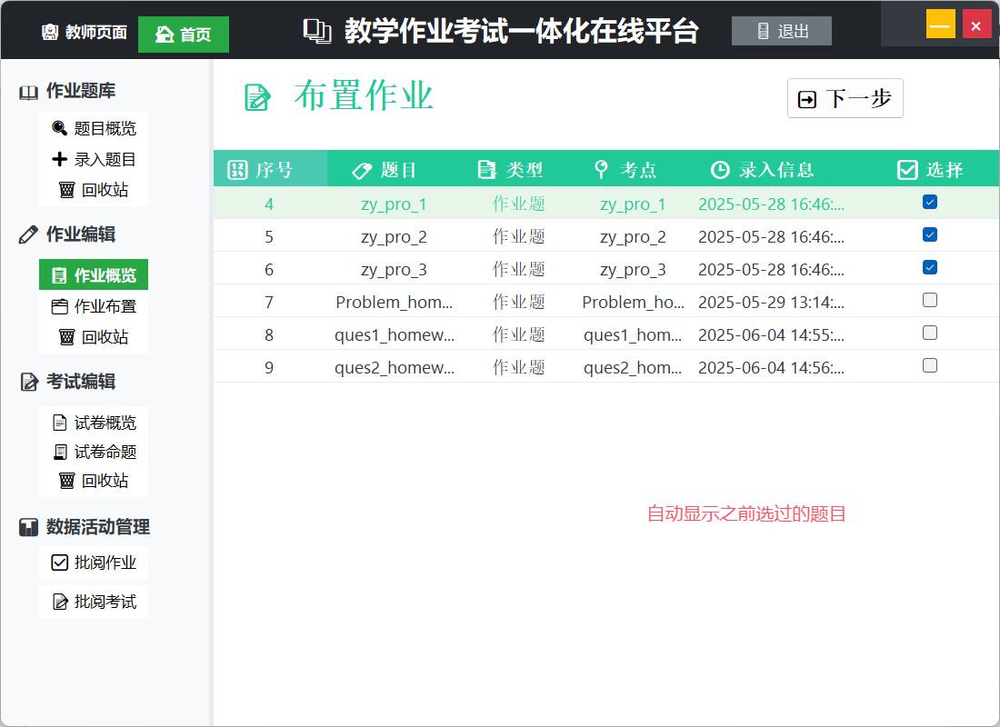 教师页面 首页 教学作业考试一体化在线平台 退出
作业题库
题目概览
录入题目
回收站
作业编辑
作业概览
作业布置
回收站
考试编辑
试卷概览
试卷命题
回收站
数据活动管理
批阅作业
批阅考试
布置作业 下一步
序号 题目 类型 考点 录入信息 选择
4 zy_pro_1 作业题 zy_pro_1 2025-05-28 16:46:...
5 zy_pro_2 作业题 zy_pro_2 2025-05-28 16:46:...
6 zy_pro_3 作业题 zy_pro_3 2025-05-28 16:46:...
7 Problem_hom... 作业题 Problem_ho... 2025-05-29 13:14:...
8 ques1_homew... 作业题 ques1_hom... 2025-06-04 14:55:...
9 ques2_homew... 作业题 ques2_hom... 2025-06-04 14:56:...
自动显示之前选过的题目